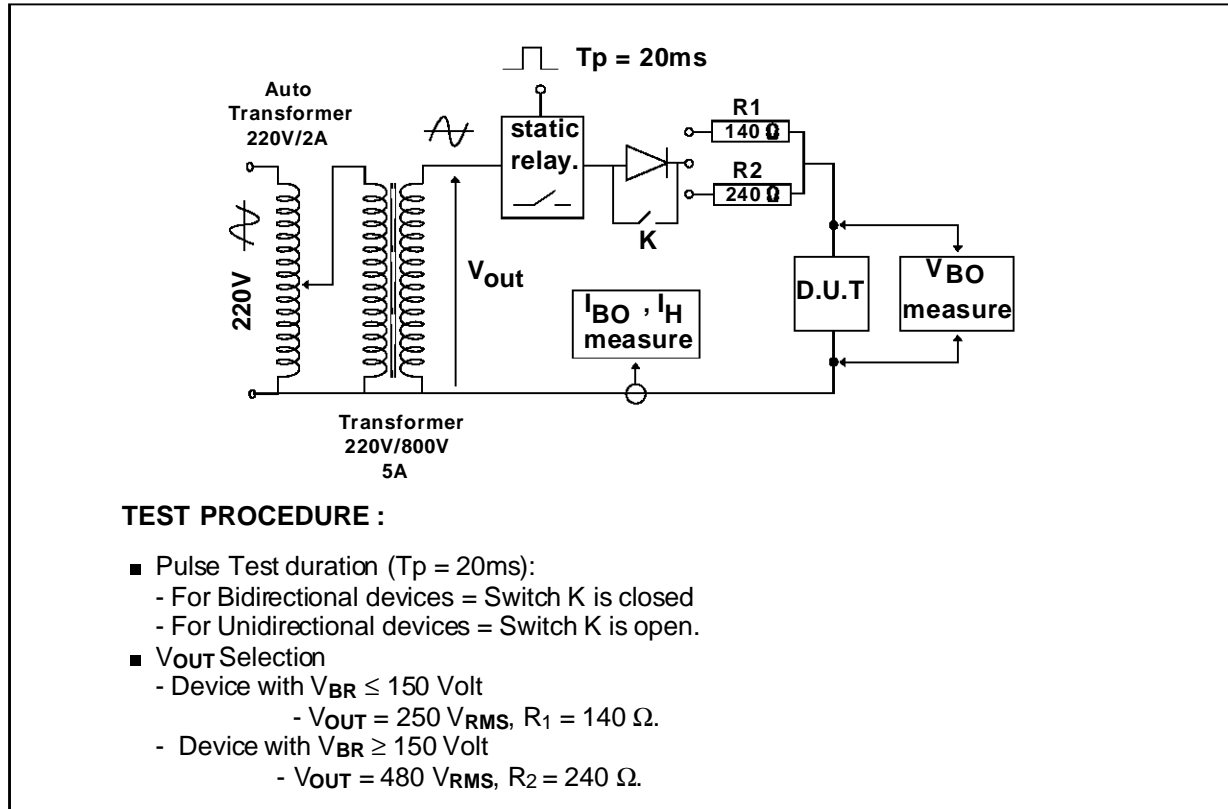 Tp = 20ms
Auto
Transformer
220V/2A
static
relay.
R1
140 Ω
R2
240 Ω
K
220V
Vout
IBO , IH
measure
D.U.T
VBO
measure
Transformer
220V/800V
5A
TEST PROCEDURE :
■ Pulse Test duration (Tp = 20ms):
- For Bidirectional devices = Switch K is closed
- For Unidirectional devices = Switch K is open.
■ VOUT Selection
- Device with VBR ≤ 150 Volt
- VOUT = 250 VRMS, R1 = 140 Ω.
- Device with VBR ≥ 150 Volt
- VOUT = 480 VRMS, R2 = 240 Ω.